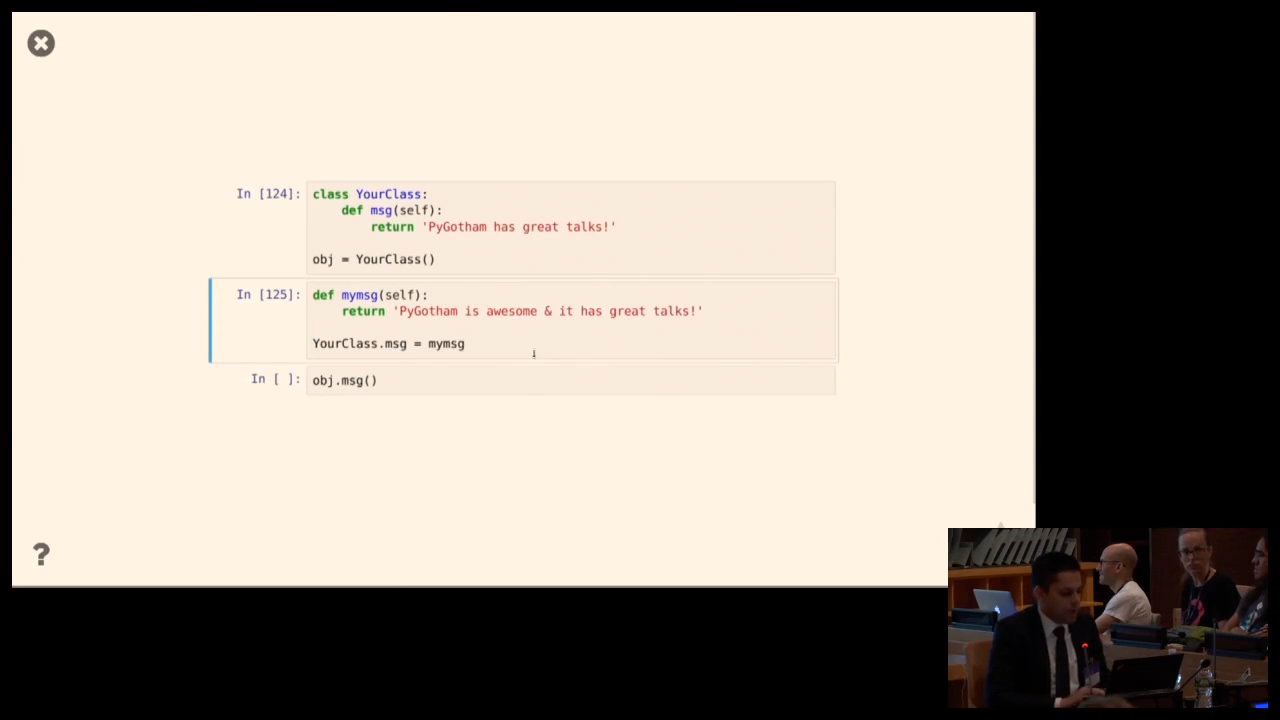 In [124]: class YourClass:
def msg(self):
return 'PyGotham has great talks!'
obj = YourClass()
In [125]: def mymsg(self):
return 'PyGotham is awesome & it has great talks!'
YourClass.msg = mymsg
In [ ]: obj.msg()
?